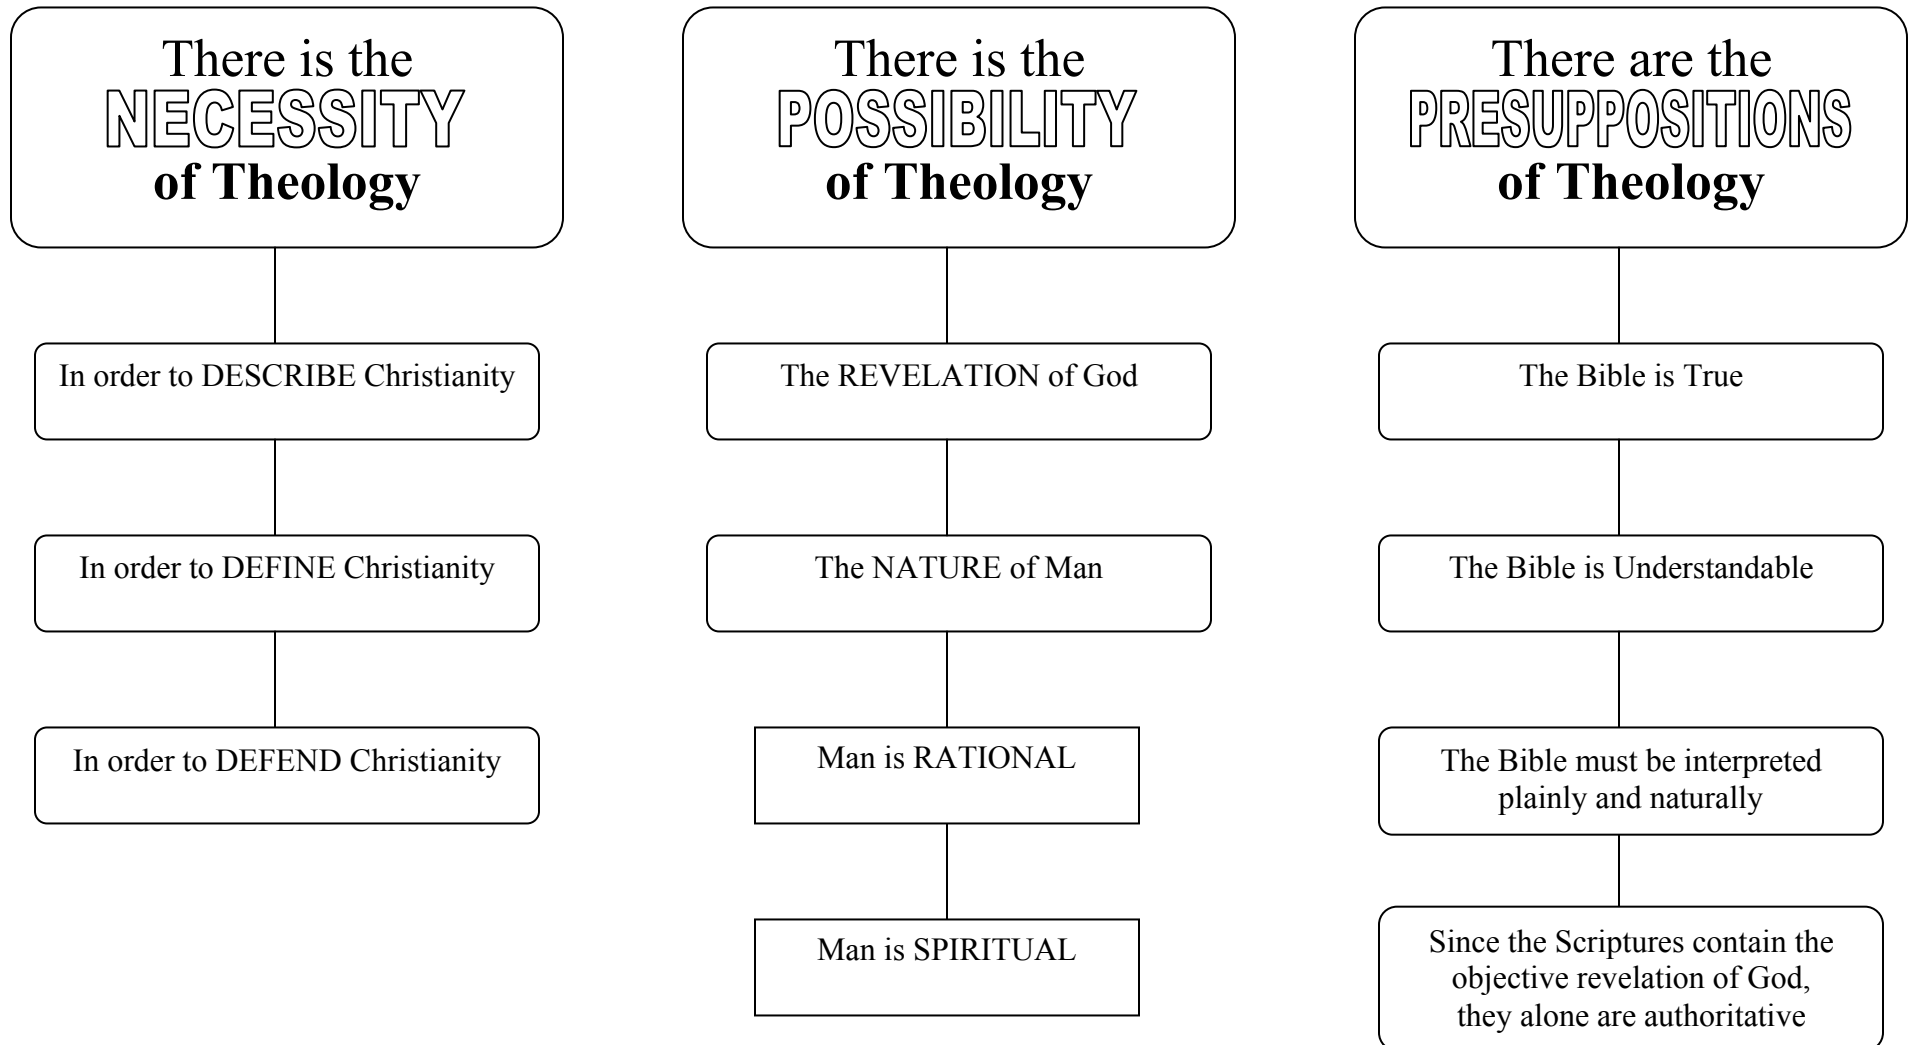 There is the
NECESSITY
of Theology
In order to DESCRIBE Christianity
In order to DEFINE Christianity
In order to DEFEND Christianity
There is the
POSSIBILITY
of Theology
The REVELATION of God
The NATURE of Man
Man is RATIONAL
Man is SPIRITUAL
There are the
PRESUPPOSITIONS
of Theology
The Bible is True
The Bible is Understandable
The Bible must be interpreted
plainly and naturally
Since the Scriptures contain the
objective revelation of God,
they alone are authoritative